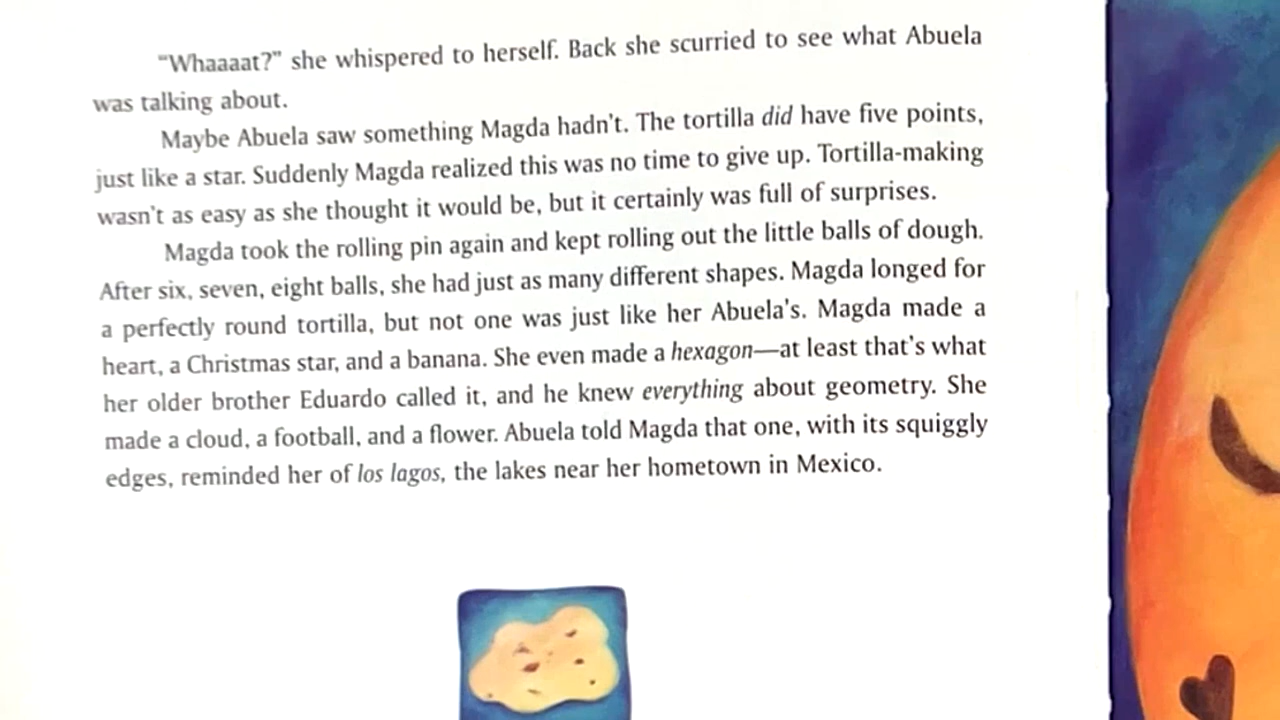 “Whaaaat?” she whispered to herself. Back she scurried to see what Abuela
was talking about.
Maybe Abuela saw something Magda hadn't. The tortilla did have five points,
just like a star. Suddenly Magda realized this was no time to give up. Tortilla-making
wasn't as easy as she thought it would be, but it certainly was full of surprises.
Magda took the rolling pin again and kept rolling out the little balls of dough.
After six, seven, eight balls, she had just as many different shapes. Magda longed for
a perfectly round tortilla, but not one was just like her Abuela's. Magda made a
heart, a Christmas star, and a banana. She even made a hexagon—at least that's what
her older brother Eduardo called it, and he knew everything about geometry. She
made a cloud, a football, and a flower. Abuela told Magda that one, with its squiggly
edges, reminded her of los lagos, the lakes near her hometown in Mexico.